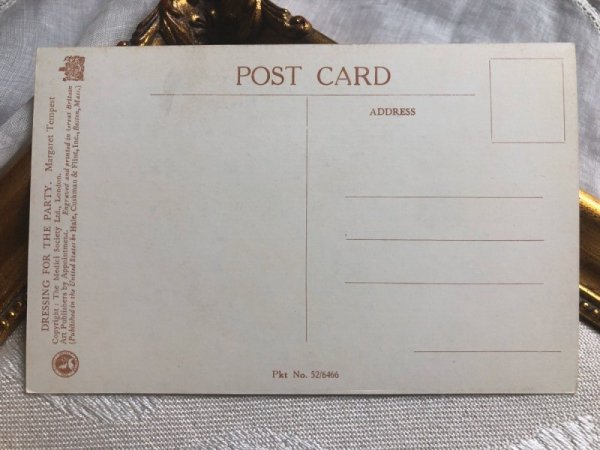 POST CARD
ADDRESS
DRESSING FOR THE PARTY. Margaret Tempest
Copyright: The Medici Society Ltd., London.
Art Publishers by Appointment. Engraved and printed in Great Britain
(Published in the United States by Hale, Cushman & Flint, Inc., Boston, Mass.)
Pkt No. 52/6466